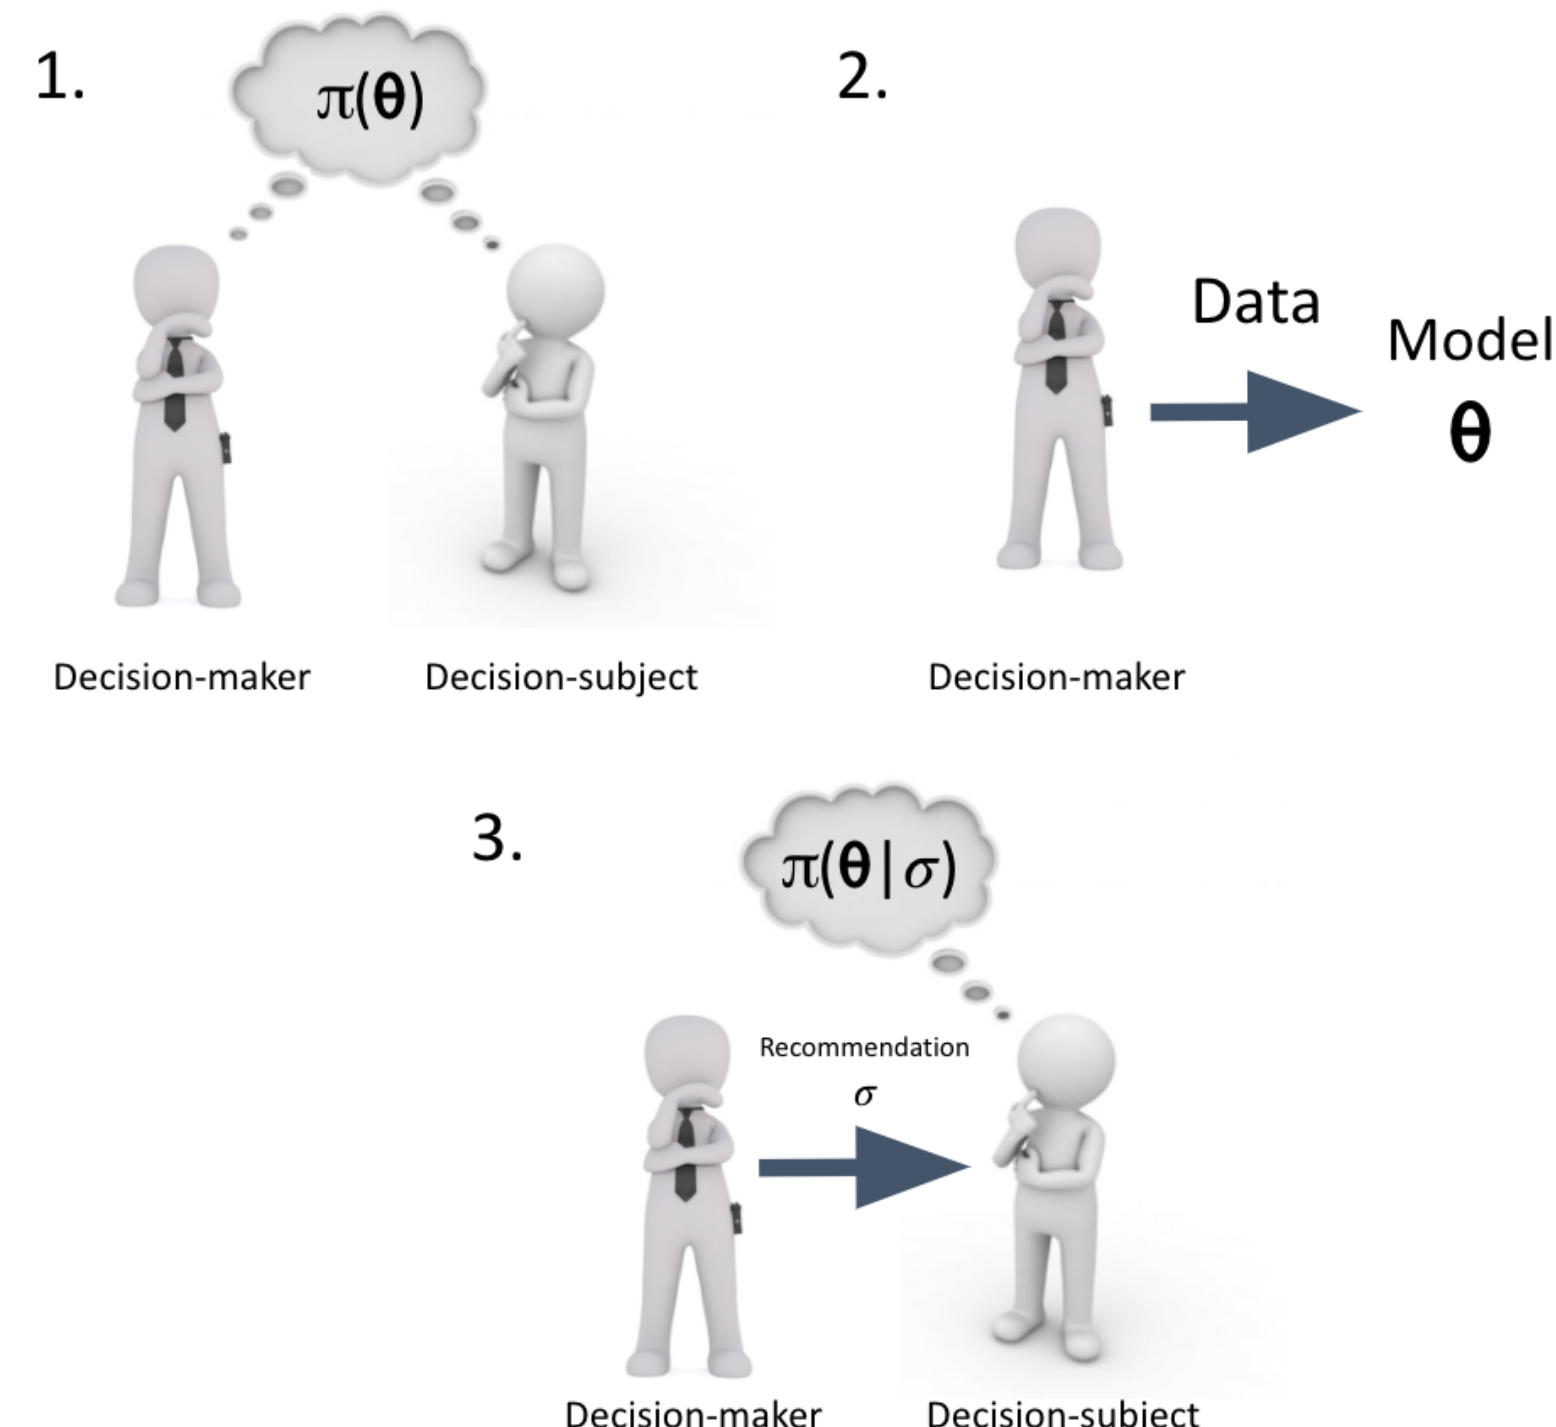 1.
π(θ)
Decision-maker
Decision-subject
2.
Data
Model
θ
Decision-maker
3.
π(θ|σ)
Recommendation
σ
Decision-maker
Decision-subject